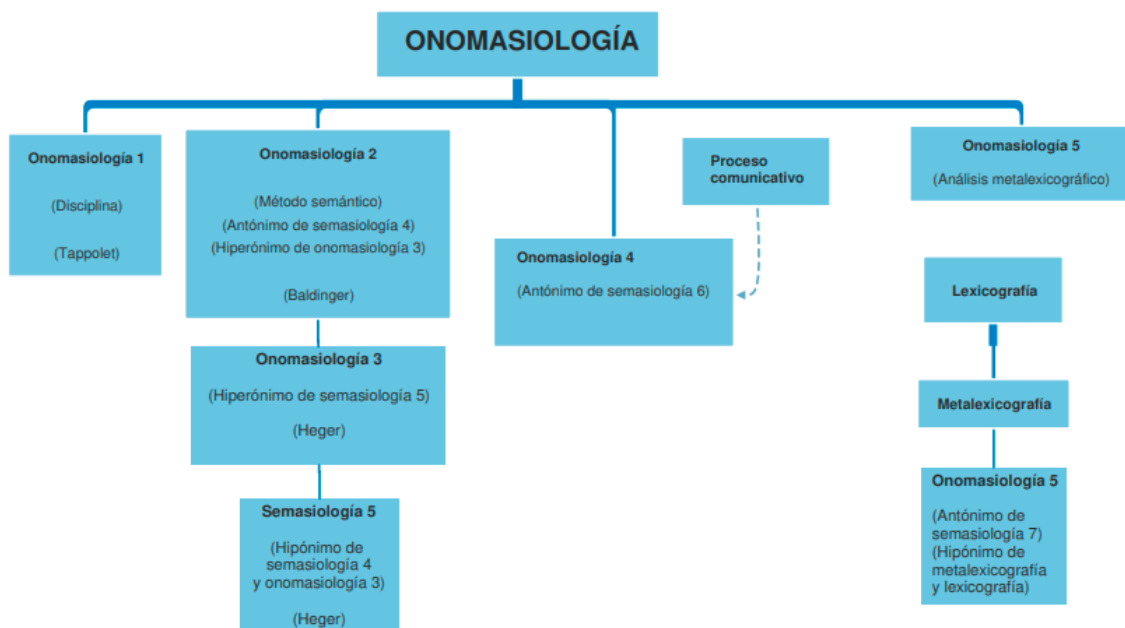 ONOMASIOLOGÍA
Onomasiología 1
(Disciplina)
(Tappolet)
Onomasiología 2
(Método semántico)
(Antónimo de semasiología 4)
(Hiperónimo de onomasiología 3)
(Baldinger)
Onomasiología 3
(Hiperónimo de semasiología 5)
(Heger)
Semasiología 5
(Hipónimo de
semasiología 4
y onomasiología 3)
(Heger)
Onomasiología 4
(Antónimo de semasiología 6)
Proceso
comunicativo
Onomasiología 5
(Análisis metalexicográfico)
Lexicografía
Metalexicografía
Onomasiología 5
(Antónimo de
semasiología 7)
(Hipónimo de
metalexicografía
y lexicografía)